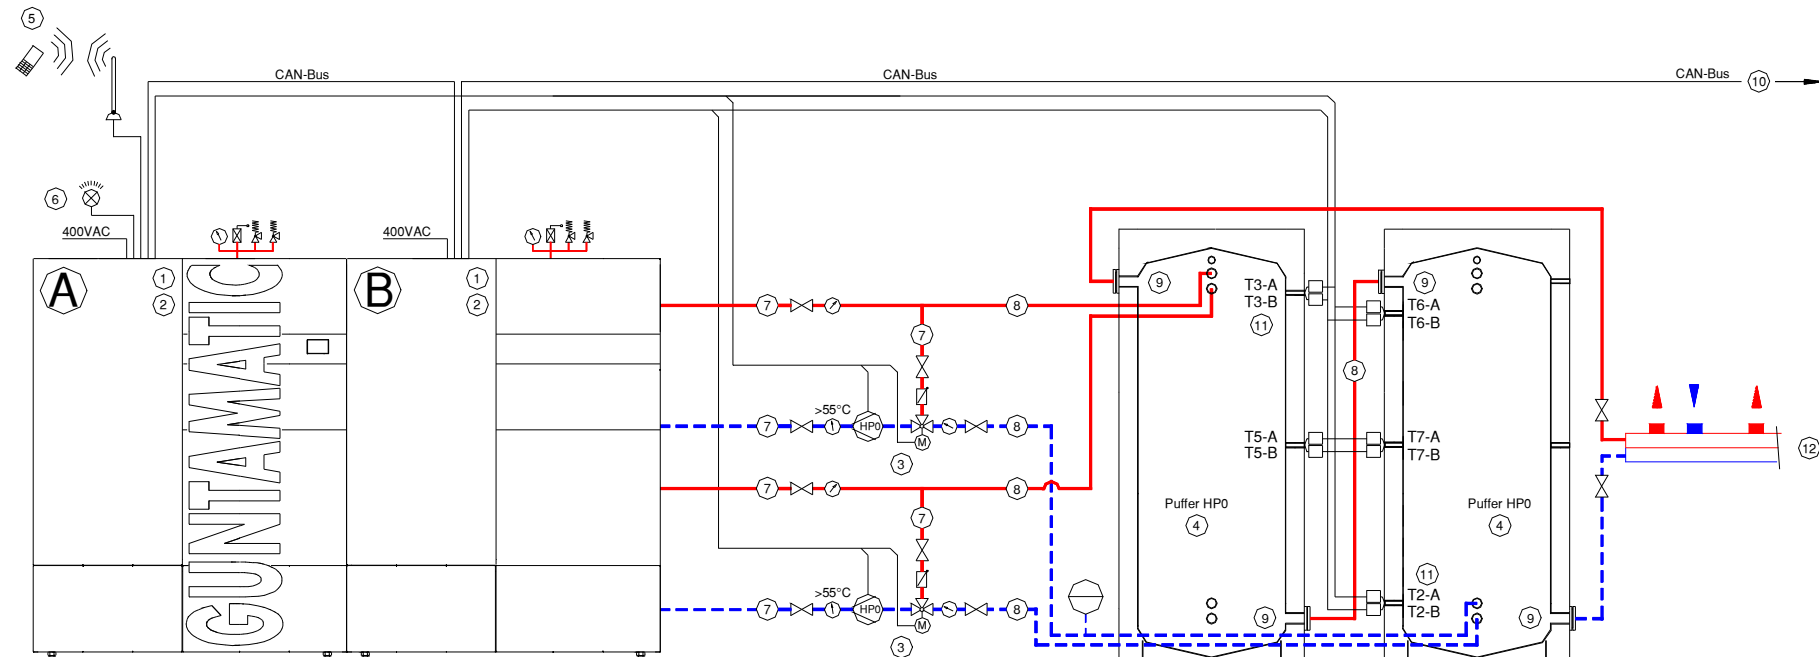 5
CAN-Bus
CAN-Bus
CAN-Bus
10
6
400VAC
400VAC
A
1
2
GUNTAMATIC
B
1
2
7
8
7
>55°C
7
HP0
8
M
3
7
8
7
>55°C
7
HP0
8
M
3
9
T3-A
T3-B
11
T5-A
T5-B
Puffer HP0
4
9
8
9
T6-A
T6-B
T7-A
T7-B
Puffer HP0
4
11
T2-A
T2-B
9
12